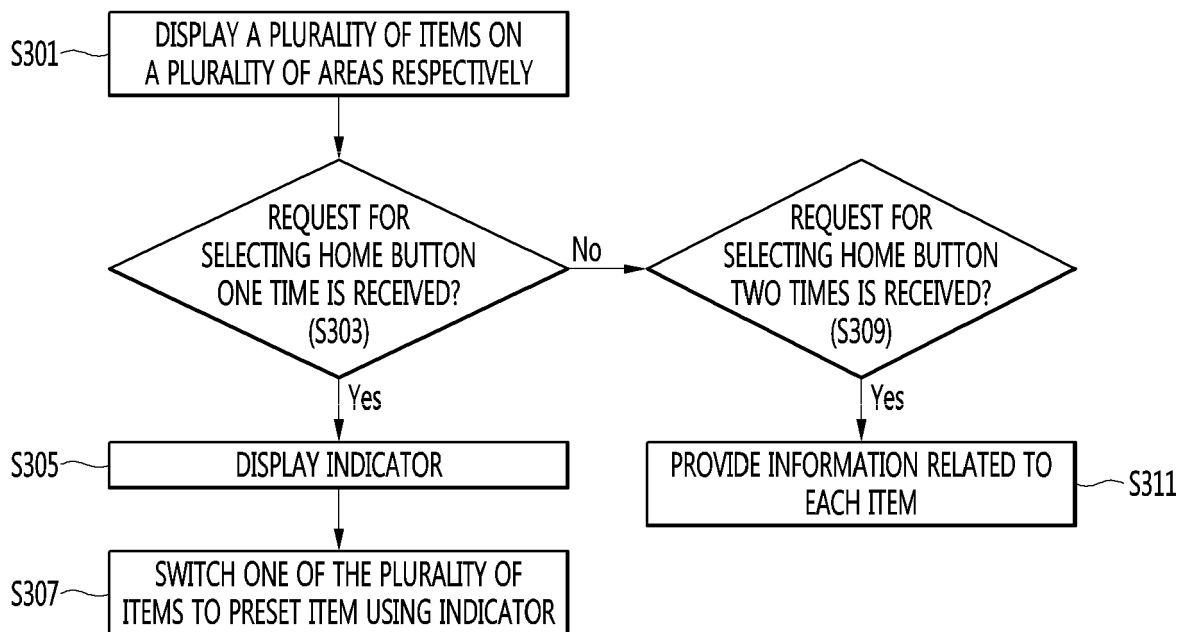 S301
DISPLAY A PLURALITY OF ITEMS ON
A PLURALITY OF AREAS RESPECTIVELY
REQUEST FOR
SELECTING HOME BUTTON
ONE TIME IS RECEIVED?
(S303)
No
REQUEST FOR
SELECTING HOME BUTTON
TWO TIMES IS RECEIVED?
(S309)
Yes
Yes
S305
DISPLAY INDICATOR
PROVIDE INFORMATION RELATED TO
EACH ITEM
S311
S307
SWITCH ONE OF THE PLURALITY OF
ITEMS TO PRESET ITEM USING INDICATOR